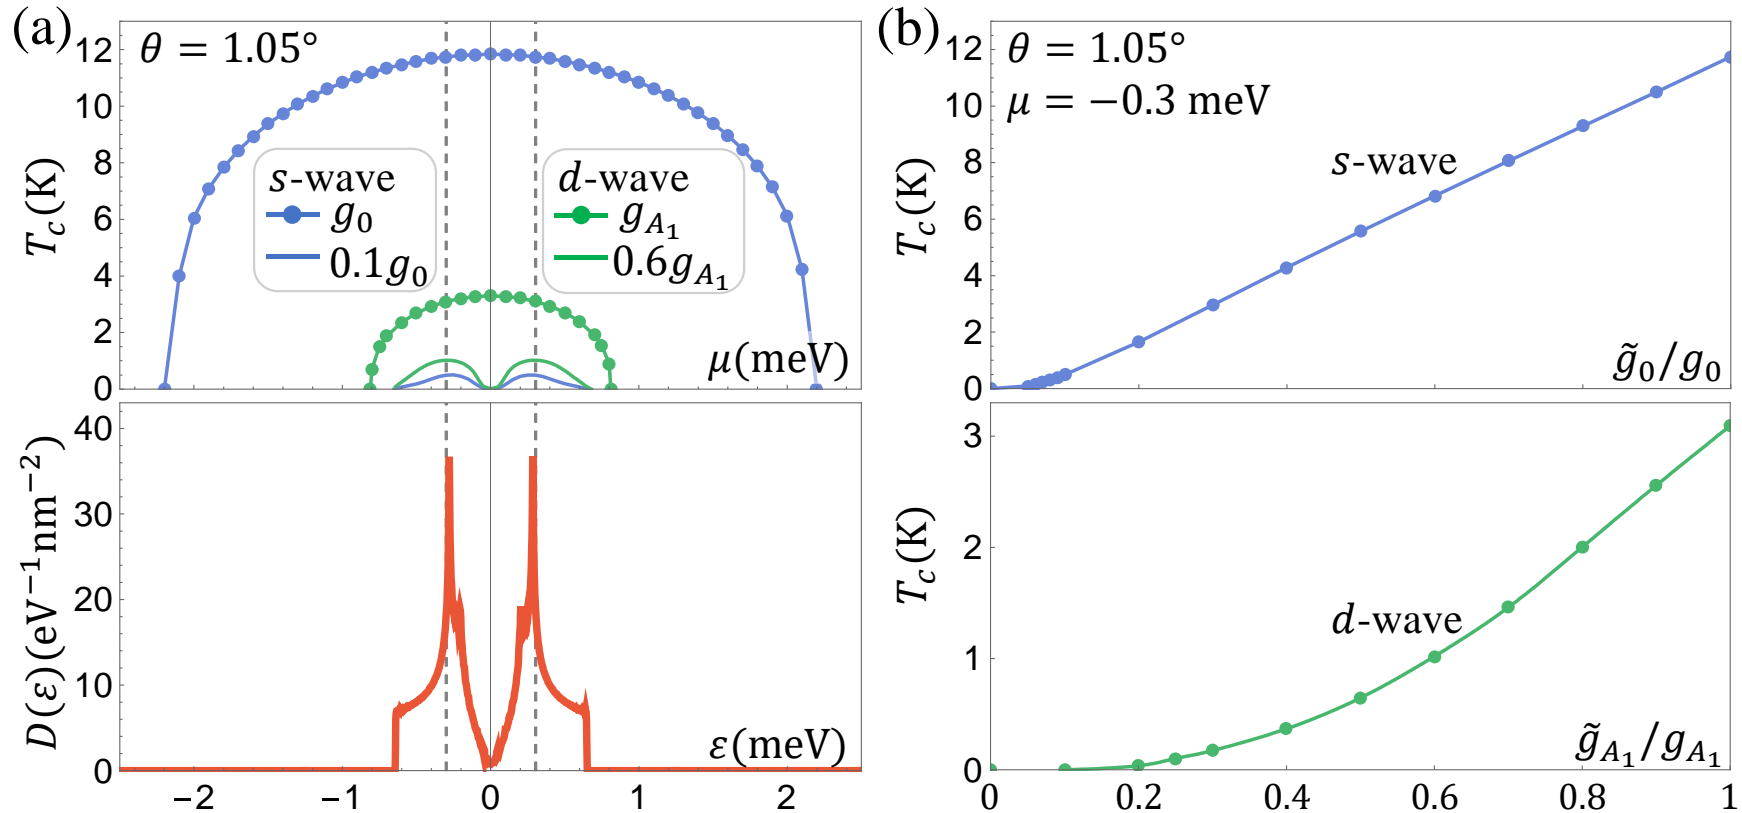 (a)
θ = 1.05°
12
10
8
6
4
2
0
T_c(K)
s-wave
g_0
0.1g_0
d-wave
g_{A_1}
0.6g_{A_1}
μ(meV)
40
30
20
10
0
D(ε)(eV⁻¹nm⁻²)
ε(meV)
−2 −1 0 1 2
(b)
θ = 1.05°
μ = −0.3 meV
12
10
8
6
4
2
0
T_c(K)
s-wave
g̃_0/g_0
3
2
1
0
T_c(K)
d-wave
g̃_{A_1}/g_{A_1}
0 0.2 0.4 0.6 0.8 1